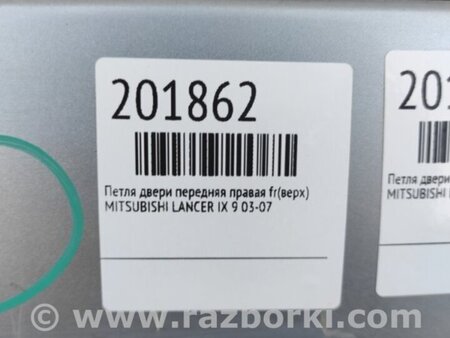 201862
Петля двери передняя правая fr(верх)
MITSUBISHI LANCER IX 9 03-07
201
Петля двери
MITSUBISHI
© www.razborki.com